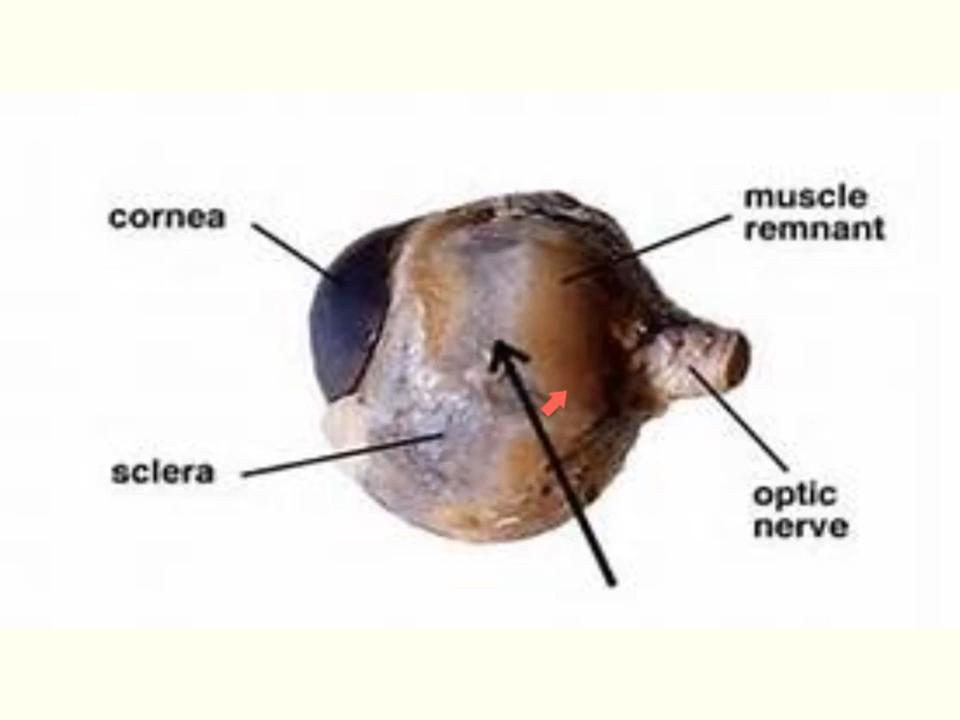 cornea
muscle
remnant
sclera
optic
nerve